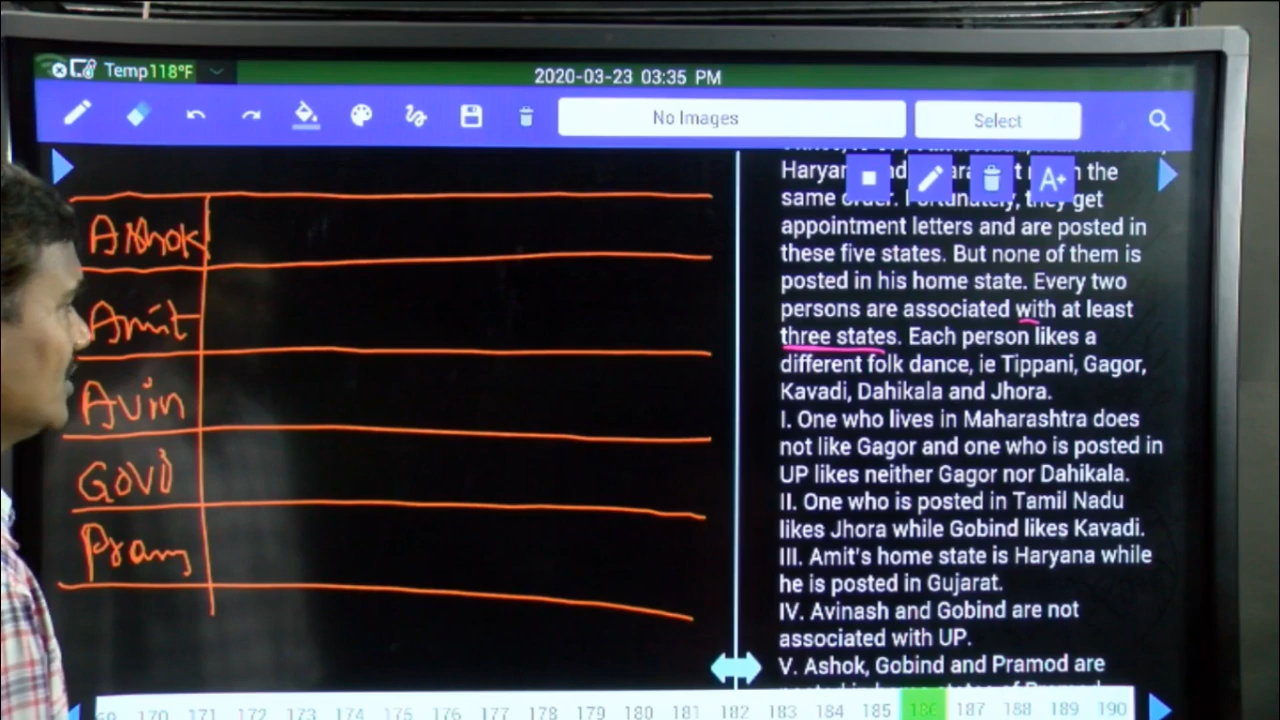 Temp118°F
2020-03-23 03:35 PM
No Images
Select
A+
Ashok
Amit
Avin
Govi
Pram
the
same order. Fortunately, they get
appointment letters and are posted in
these five states. But none of them is
posted in his home state. Every two
persons are associated with at least
three states. Each person likes a
different folk dance, ie Tippani, Gagor,
Kavadi, Dahikala and Jhora.
I. One who lives in Maharashtra does
not like Gagor and one who is posted in
UP likes neither Gagor nor Dahikala.
II. One who is posted in Tamil Nadu
likes Jhora while Gobind likes Kavadi.
III. Amit's home state is Haryana while
he is posted in Gujarat.
IV. Avinash and Gobind are not
associated with UP.
V. Ashok, Gobind and Pramod are
170 171 172 173 174 175 176 177 178 179 180 181 182 183 184 185 186 187 188 189 190